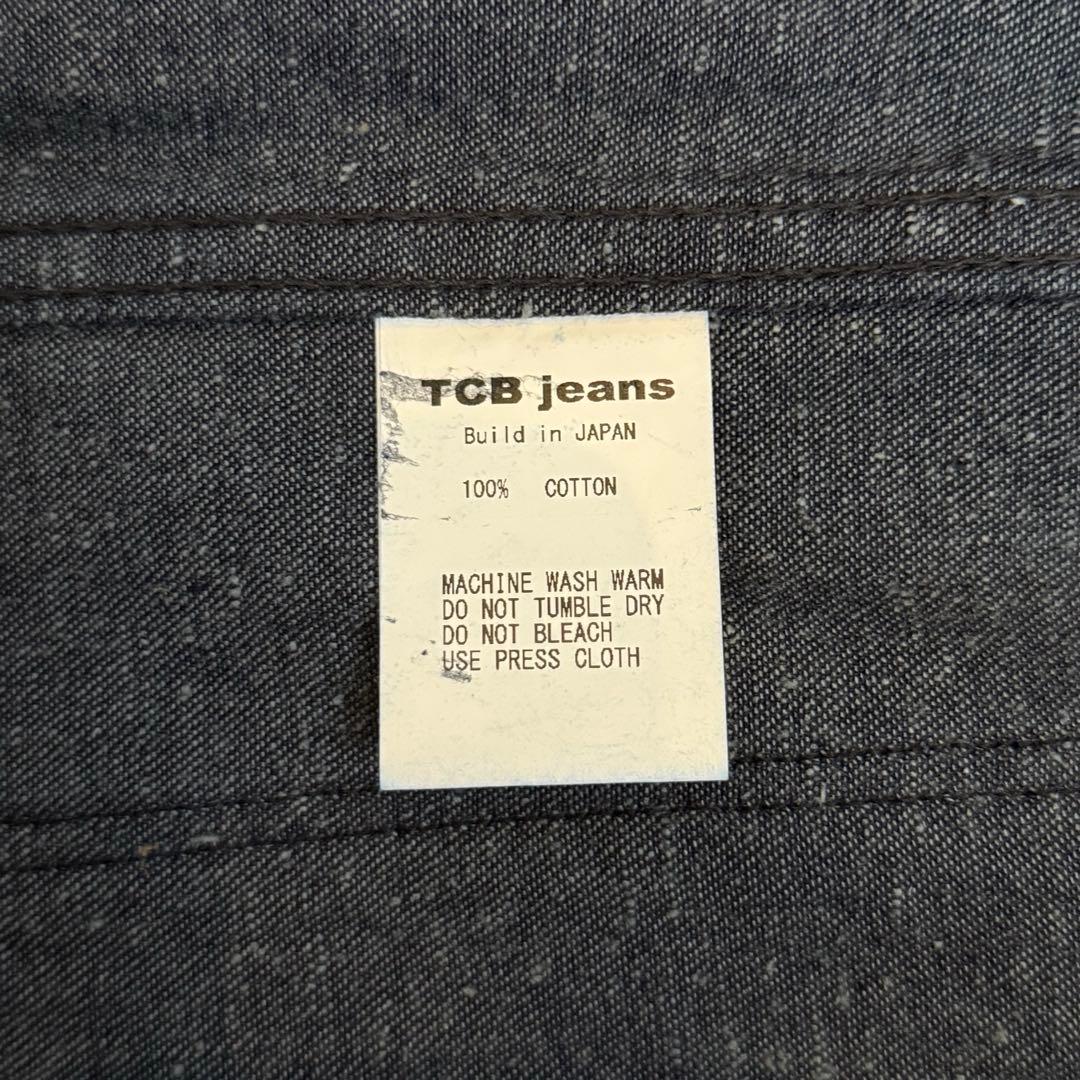 TCB jeans
Build in JAPAN
100% COTTON
MACHINE WASH WARM
DO NOT TUMBLE DRY
DO NOT BLEACH
USE PRESS CLOTH